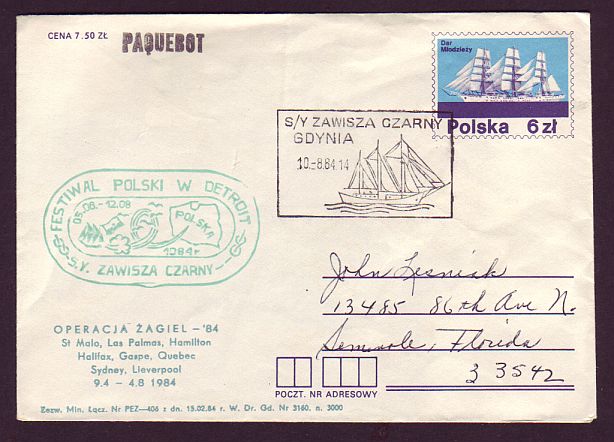 CENA 7.50 ZŁ
PAQUEBOT
Dar
Młodzieży
Polska 6 zł
S/Y ZAWISZA CZARNY
GDYNIA
10.-8.84.14
FESTIWAL POLSKI W DETROIT
05.08.-12.08
POLSKA
1984r
S.Y. ZAWISZA CZARNY
John Lesniak
13485 86th Ave N.
Seminole, Florida
33542
OPERACJA ŻAGIEL – '84
St Malo, Las Palmas, Hamilton
Halifax, Gaspe, Quebec
Sydney, Lieverpool
9.4 – 4.8 1984
POCZT. NR ADRESOWY
Zezw. Min. Łącz. Nr PEZ—406 z dn. 15.02.84 r. W. Dr. Gd. Nr 3160, n. 3000